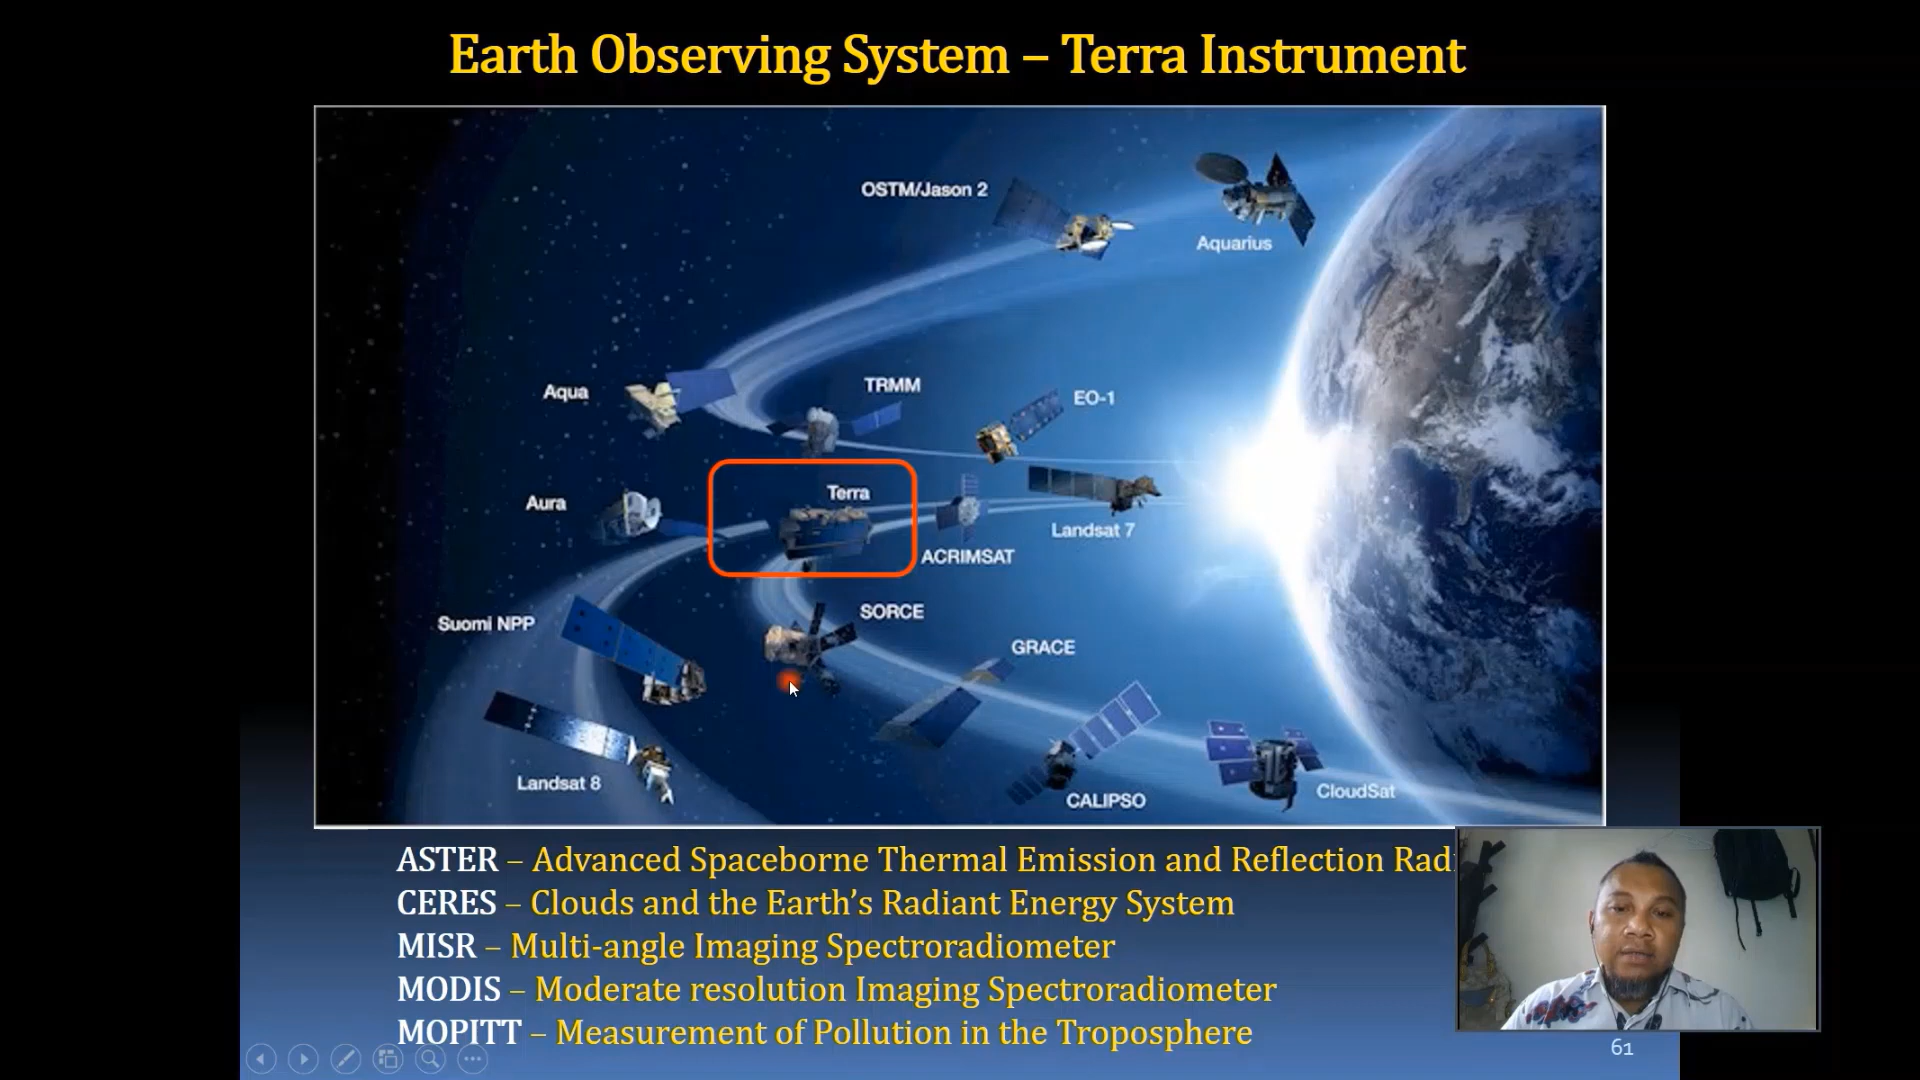 Earth Observing System – Terra Instrument
OSTM/Jason 2
Aquarius
Aqua
TRMM
EO-1
Aura
Terra
Landsat 7
ACRIMSAT
Suomi NPP
SORCE
GRACE
Landsat 8
CALIPSO
CloudSat
ASTER – Advanced Spaceborne Thermal Emission and Reflection
CERES – Clouds and the Earth’s Radiant Energy System
MISR – Multi-angle Imaging Spectroradiometer
MODIS – Moderate resolution Imaging Spectroradiometer
MOPITT – Measurement of Pollution in the Troposphere
61